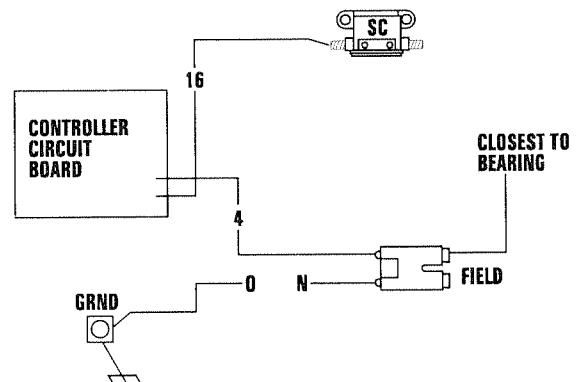 SC
16
CONTROLLER
CIRCUIT
BOARD
CLOSEST TO
BEARING
4
0 N
FIELD
GRND